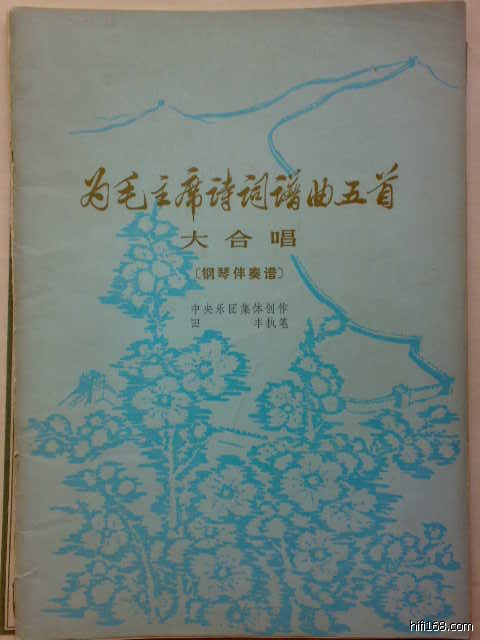 为毛主席诗词谱曲五首
大合唱
〔钢琴伴奏谱〕
中央乐团集体创作
田 丰执笔
hifi168.com